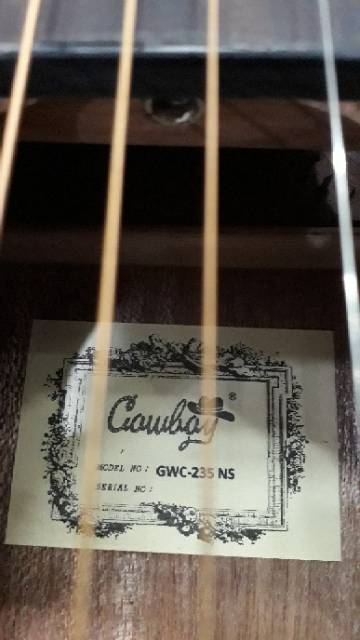 Cowboy ®
MODEL NO : GWC-235 NS
SERIAL NO :